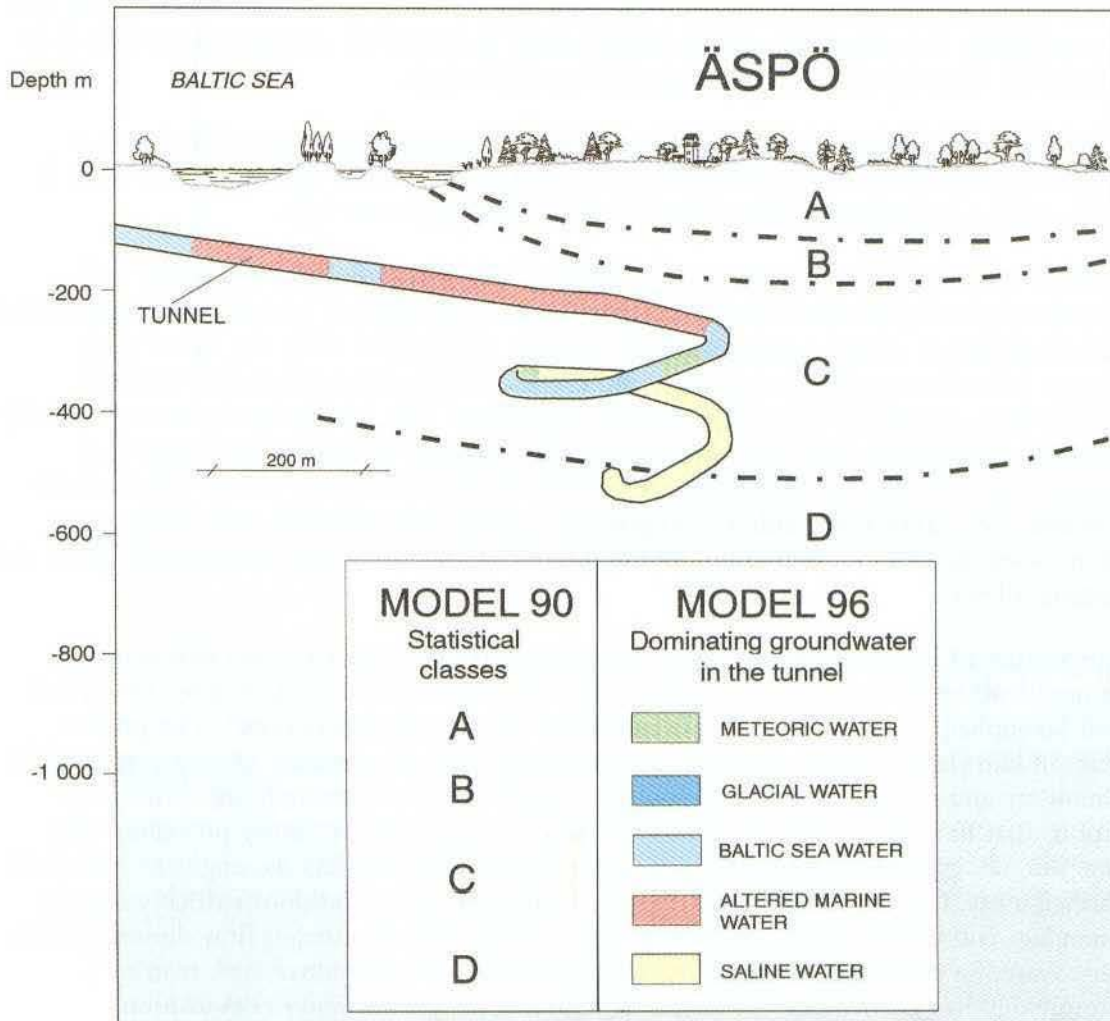 Depth m
BALTIC SEA
ÄSPÖ
0
A
B
-200
TUNNEL
C
-400
200 m
D
-600
MODEL 90
Statistical
classes
A
B
C
D
MODEL 96
Dominating groundwater
in the tunnel
METEORIC WATER
GLACIAL WATER
BALTIC SEA WATER
ALTERED MARINE
WATER
SALINE WATER
-800
-1 000